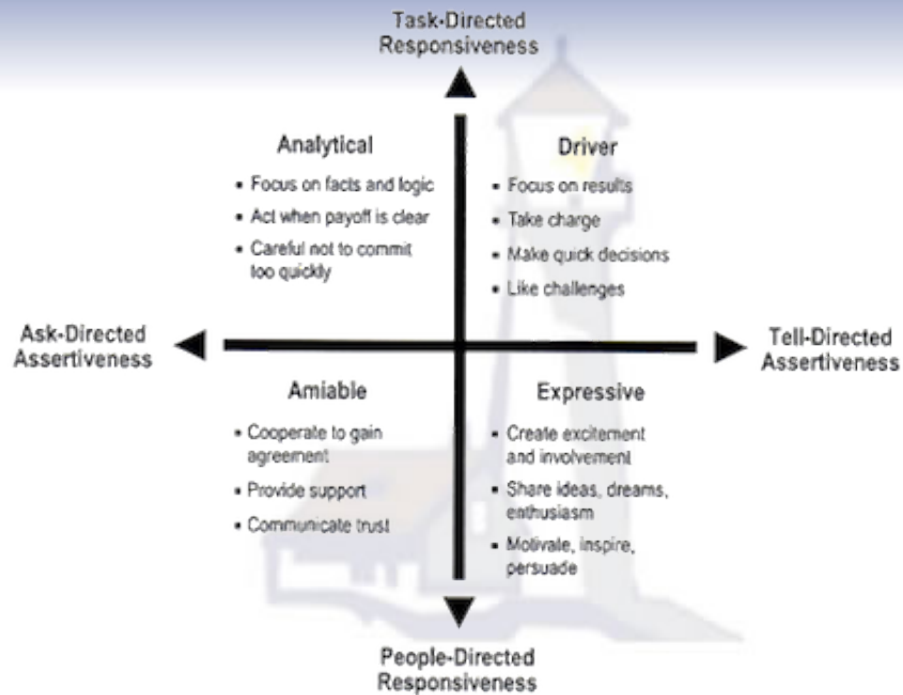 Task-Directed
Responsiveness
Analytical
▪ Focus on facts and logic
▪ Act when payoff is clear
▪ Careful not to commit
too quickly
Driver
▪ Focus on results
▪ Take charge
▪ Make quick decisions
▪ Like challenges
Ask-Directed
Assertiveness
Tell-Directed
Assertiveness
Amiable
▪ Cooperate to gain
agreement
▪ Provide support
▪ Communicate trust
Expressive
▪ Create excitement
and involvement
▪ Share ideas, dreams,
enthusiasm
▪ Motivate, inspire,
persuade
People-Directed
Responsiveness